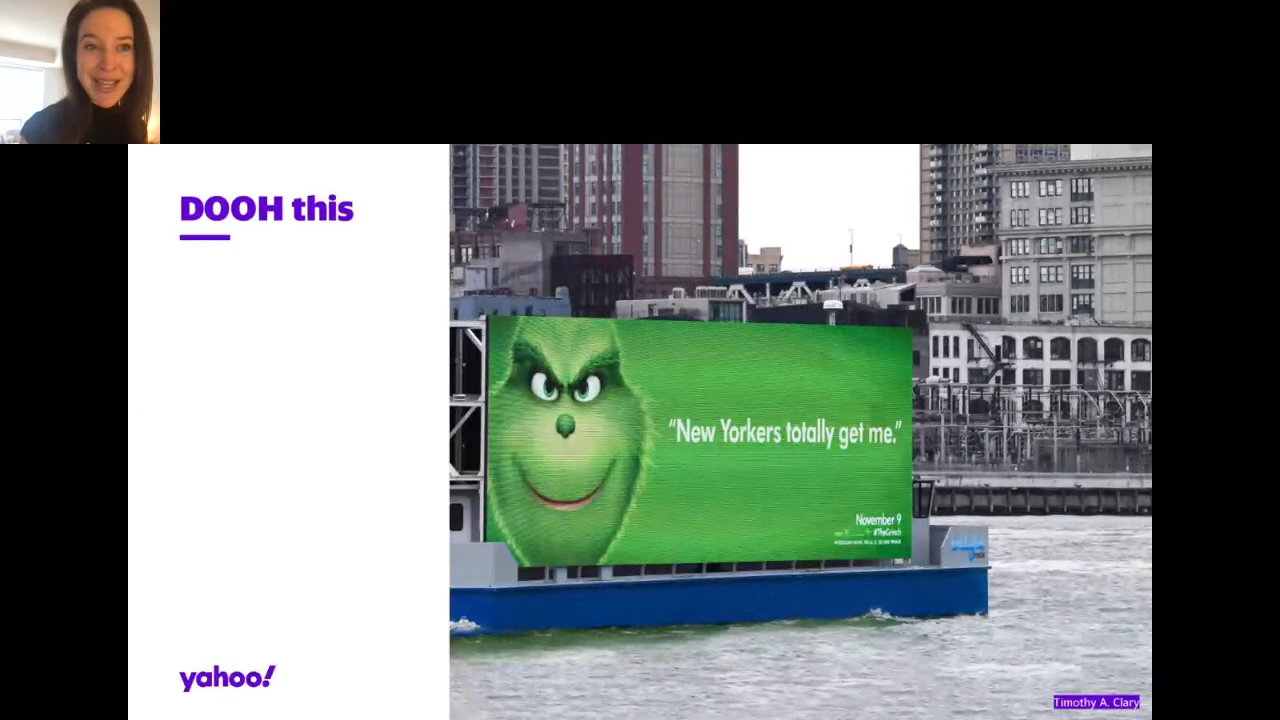 DOOH this
“New Yorkers totally get me.”
November 9
#TheGrinch
yahoo!
Timothy A. Clary